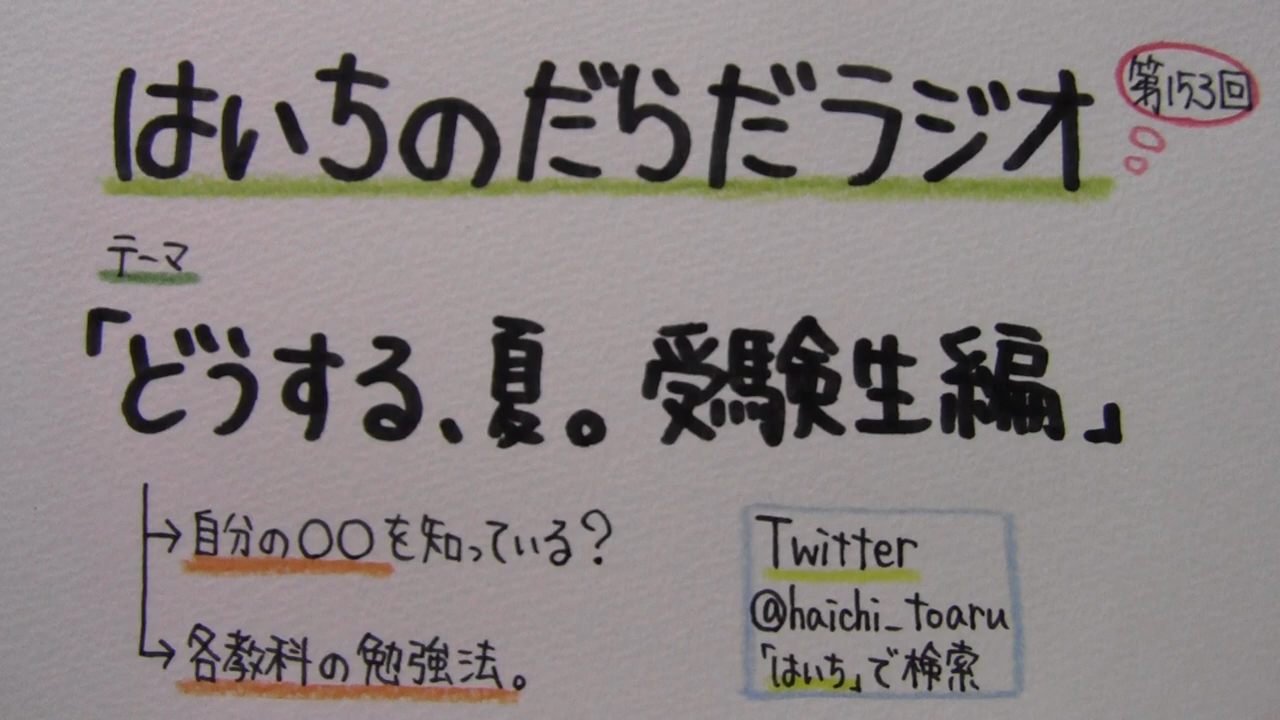 はいちのだらだラジオ
第153回
テーマ
「どうする、夏。受験生編」
→自分の〇〇を知っている?
→各教科の勉強法。
Twitter
@haichi_toaru
「はいち」で検索